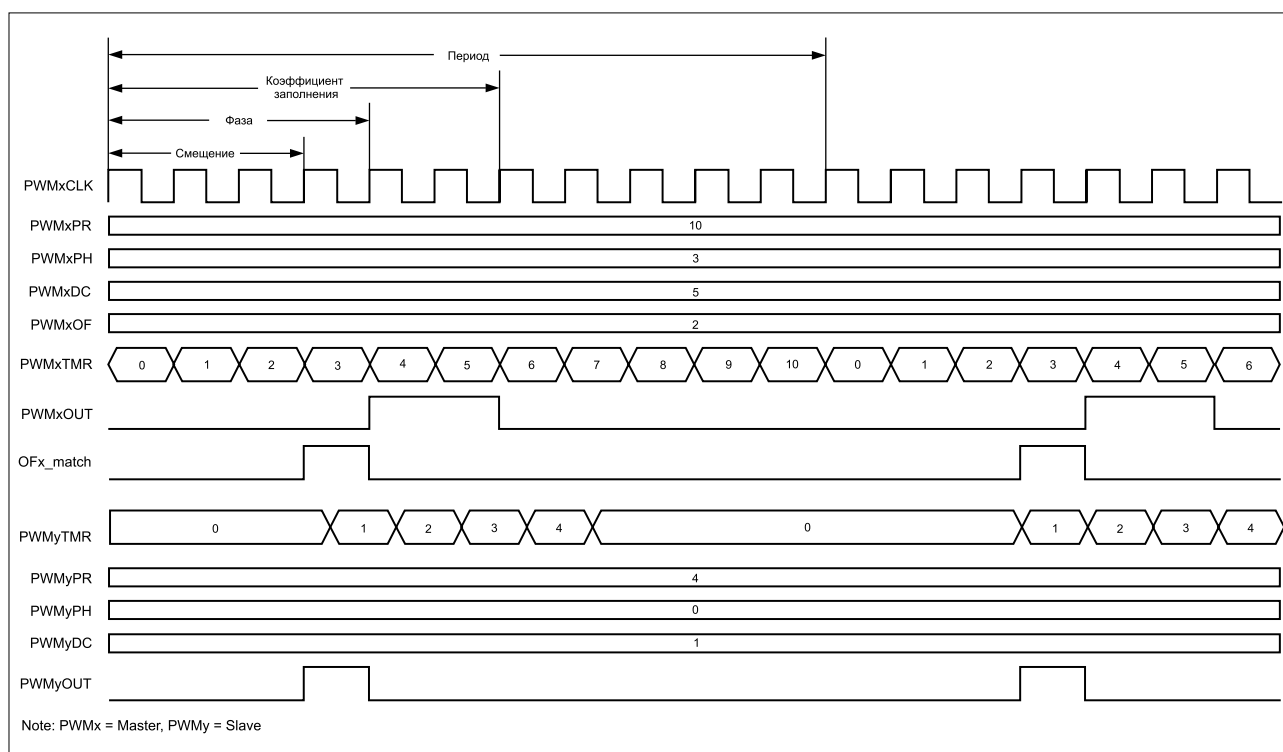 Период
Коэффициент
заполнения
Фаза
Смещение
PWMxCLK
PWMxPR 10
PWMxPH 3
PWMxDC 5
PWMxOF 2
PWMxTMR 0 1 2 3 4 5 6 7 8 9 10 0 1 2 3 4 5 6
PWMxOUT
OFx_match
PWMyTMR 0 1 2 3 4 0 1 2 3 4
PWMyPR 4
PWMyPH 0
PWMyDC 1
PWMyOUT
Note: PWMx = Master, PWMy = Slave